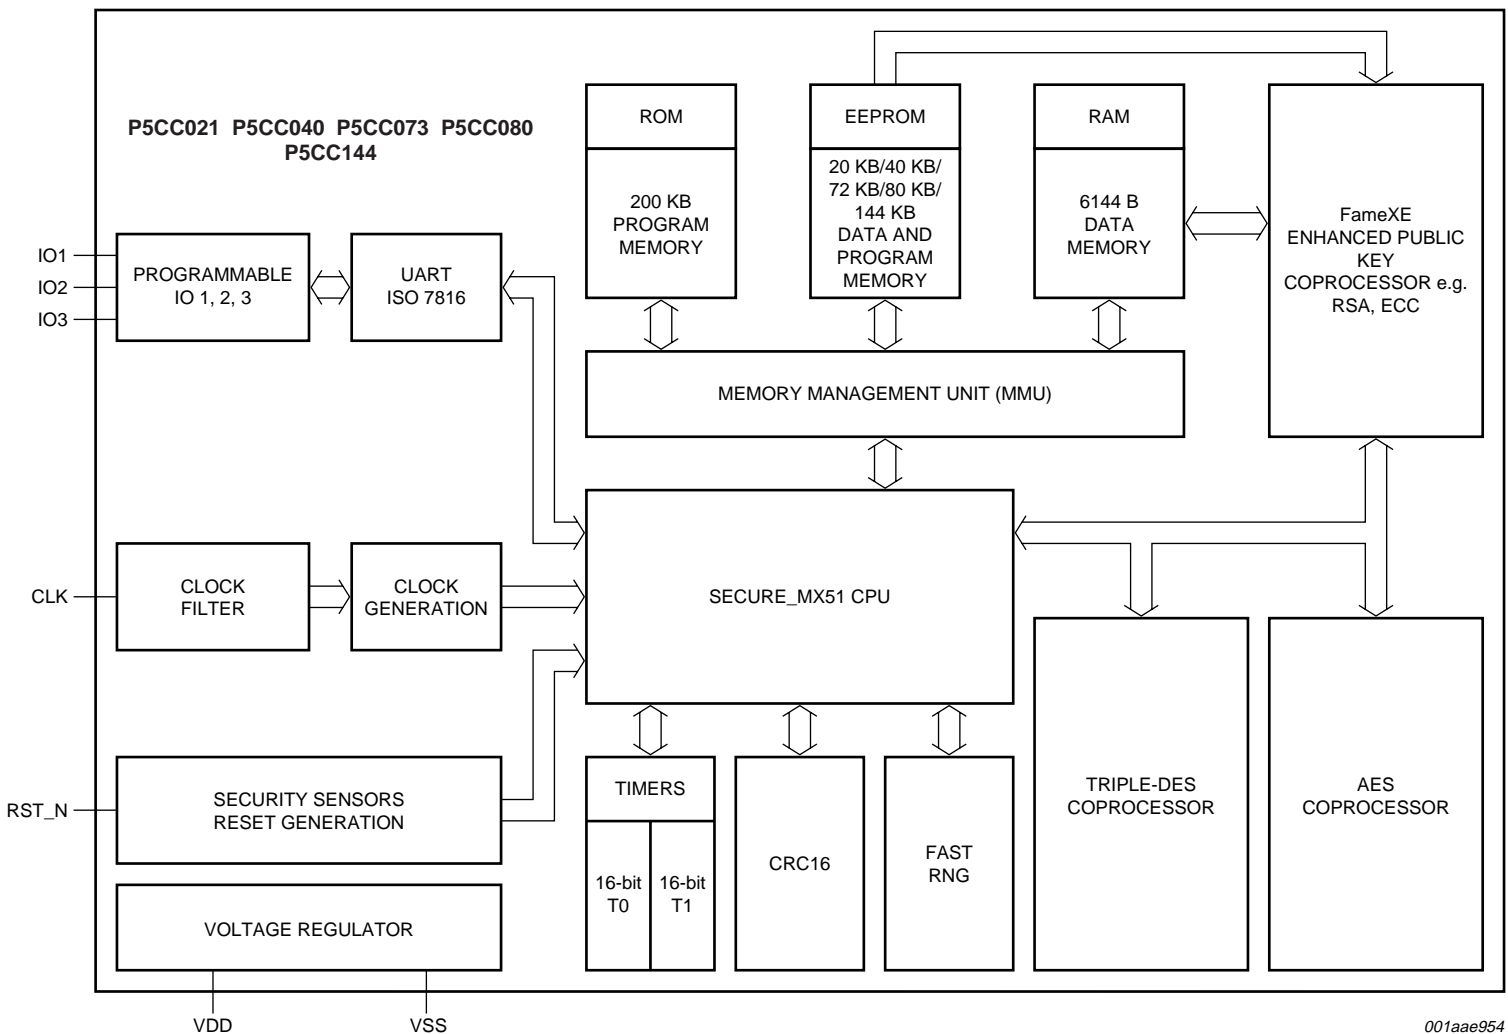 P5CC021 P5CC040 P5CC073 P5CC080
P5CC144
ROM
200 KB
PROGRAM
MEMORY
EEPROM
20 KB/40 KB/
72 KB/80 KB/
144 KB
DATA AND
PROGRAM
MEMORY
RAM
6144 B
DATA
MEMORY
FameXE
ENHANCED PUBLIC
KEY
COPROCESSOR e.g.
RSA, ECC
IO1
IO2
IO3
PROGRAMMABLE
IO 1, 2, 3
UART
ISO 7816
MEMORY MANAGEMENT UNIT (MMU)
CLK
CLOCK
FILTER
CLOCK
GENERATION
SECURE_MX51 CPU
RST_N
SECURITY SENSORS
RESET GENERATION
TIMERS
16-bit
T0
16-bit
T1
CRC16
FAST
RNG
TRIPLE-DES
COPROCESSOR
AES
COPROCESSOR
VOLTAGE REGULATOR
VDD
VSS
001aae954